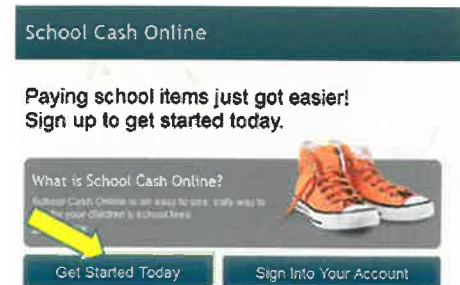 School Cash Online
Paying school items just got easier!
Sign up to get started today.
What is School Cash Online?
School Cash Online is an easy to use, safe way to
for your children's school fees.
Get Started Today
Sign Into Your Account